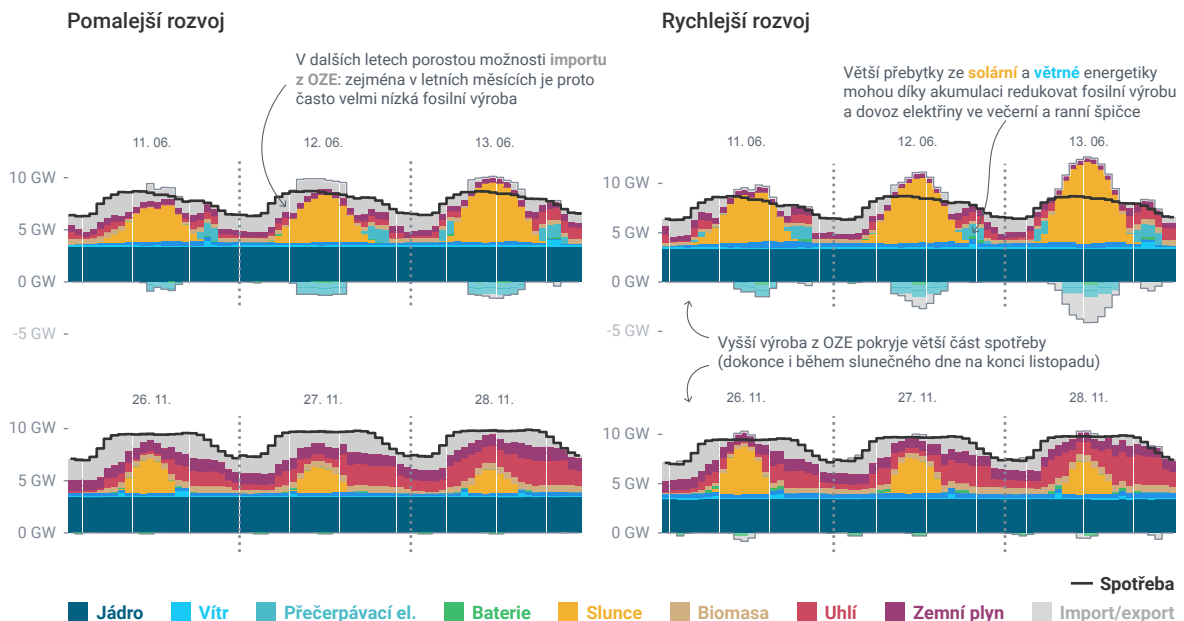 Pomalejší rozvoj
V dalších letech porostou možnosti importu
z OZE: zejména v letních měsících je proto
často velmi nízká fosilní výroba
11. 06.
12. 06.
13. 06.
10 GW
5 GW
0 GW
-5 GW
26. 11.
27. 11.
28. 11.
10 GW
5 GW
0 GW
Rychlejší rozvoj
Větší přebytky ze solární a větrné energetiky
mohou díky akumulaci redukovat fosilní výrobu
a dovoz elektřiny ve večerní a ranní špičce
11. 06.
12. 06.
13. 06.
10 GW
5 GW
0 GW
-5 GW
Vyšší výroba z OZE pokryje větší část spotřeby
(dokonce i během slunečného dne na konci listopadu)
26. 11.
27. 11.
28. 11.
10 GW
5 GW
0 GW
Spotřeba
Jádro
Vítr
Přečerpávací el.
Baterie
Slunce
Biomasa
Uhlí
Zemní plyn
Import/export